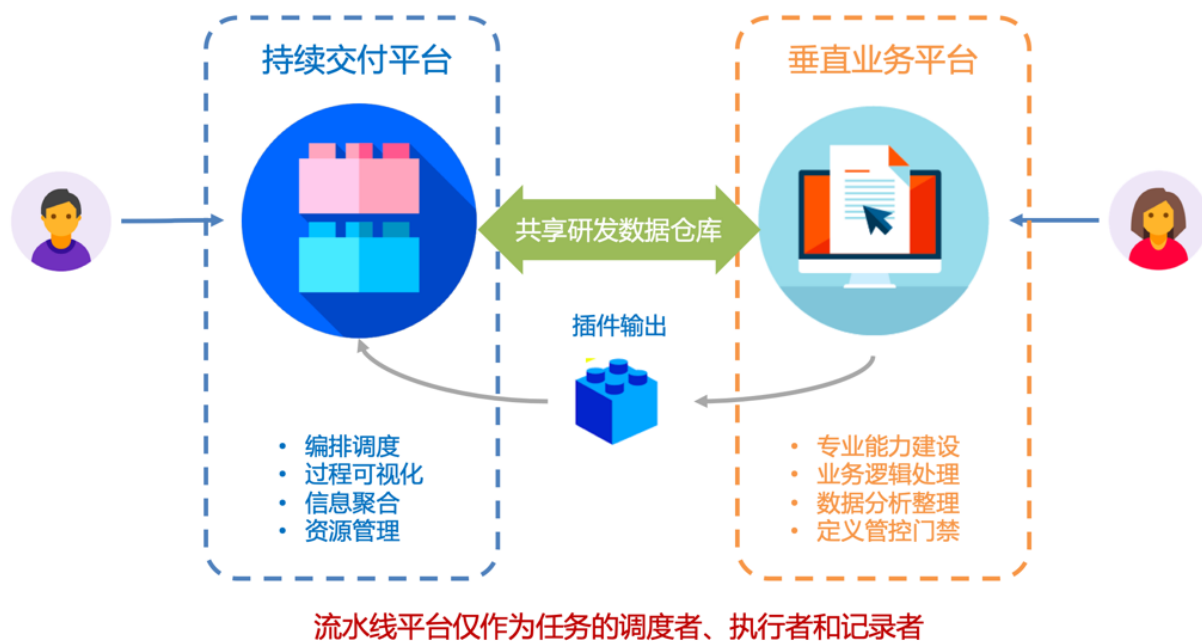 持续交付平台
垂直业务平台
共享研发数据仓库
插件输出
• 编排调度
• 过程可视化
• 信息聚合
• 资源管理
• 专业能力建设
• 业务逻辑处理
• 数据分析整理
• 定义管控门禁
流水线平台仅作为任务的调度者、执行者和记录者